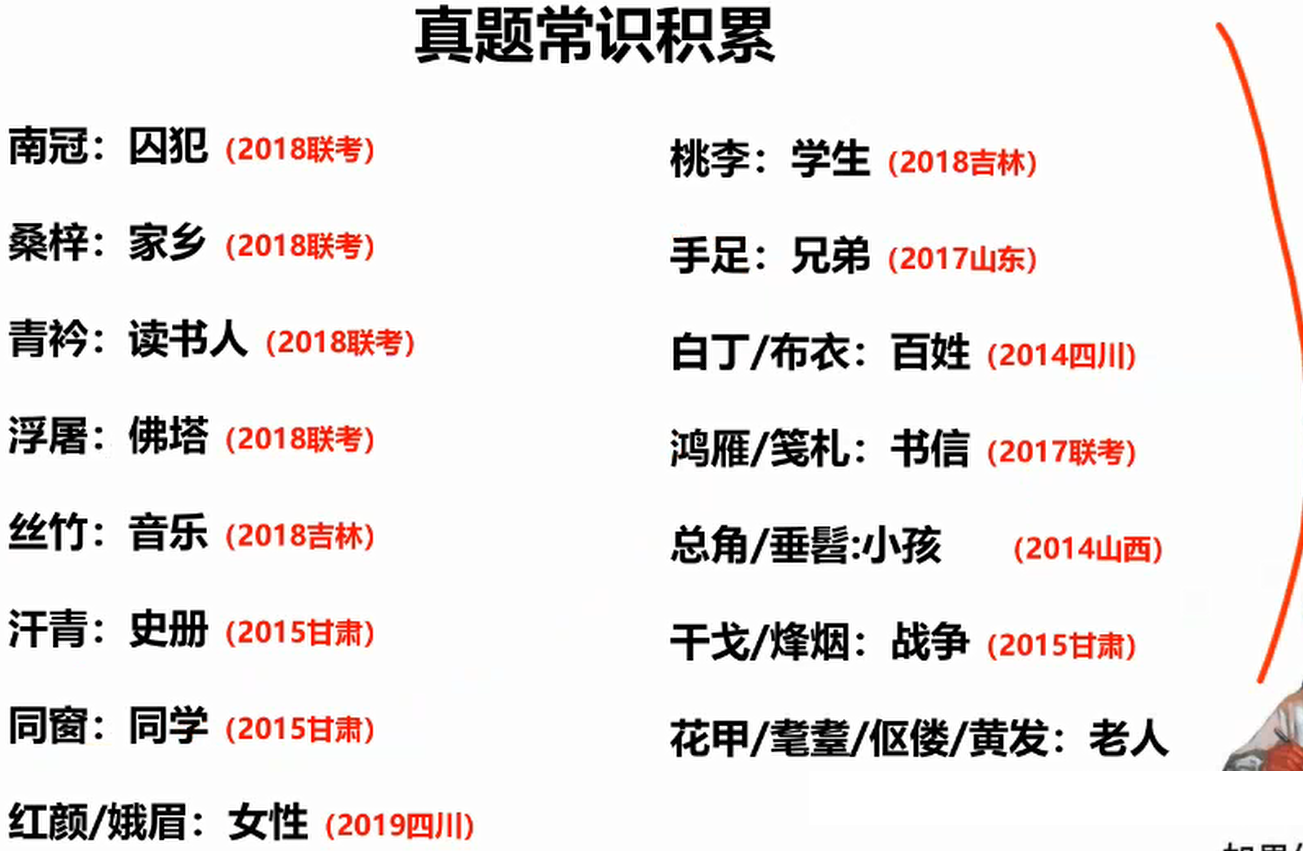 真题常识积累
南冠：囚犯（2018联考）
桑梓：家乡（2018联考）
青衿：读书人（2018联考）
浮屠：佛塔（2018联考）
丝竹：音乐（2018吉林）
汗青：史册（2015甘肃）
同窗：同学（2015甘肃）
红颜/娥眉：女性（2019四川）
桃李：学生（2018吉林）
手足：兄弟（2017山东）
白丁/布衣：百姓（2014四川）
鸿雁/笺札：书信（2017联考）
总角/垂髫:小孩（2014山西）
干戈/烽烟：战争（2015甘肃）
花甲/耄耋/伛偻/黄发：老人